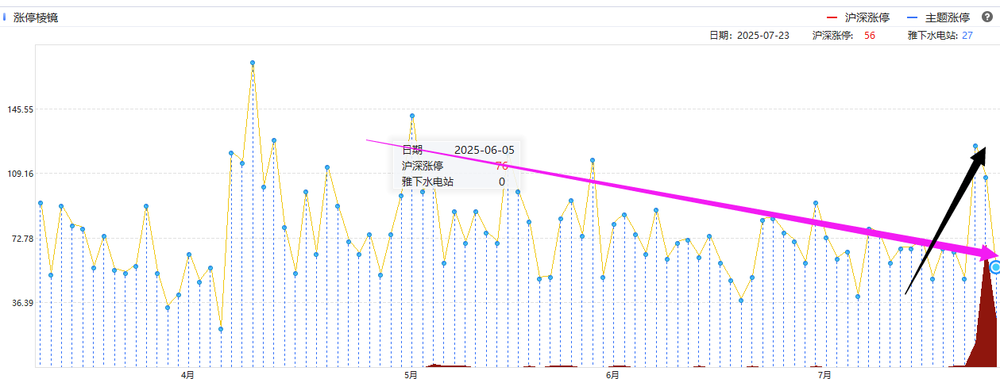 涨停棱镜
沪深涨停 主题涨停 ?
日期: 2025-07-23 沪深涨停: 56 雅下水电站: 27
145.55
109.16
72.78
36.39
日期 2025-06-05
沪深涨停 76
雅下水电站 0
4月 5月 6月 7月